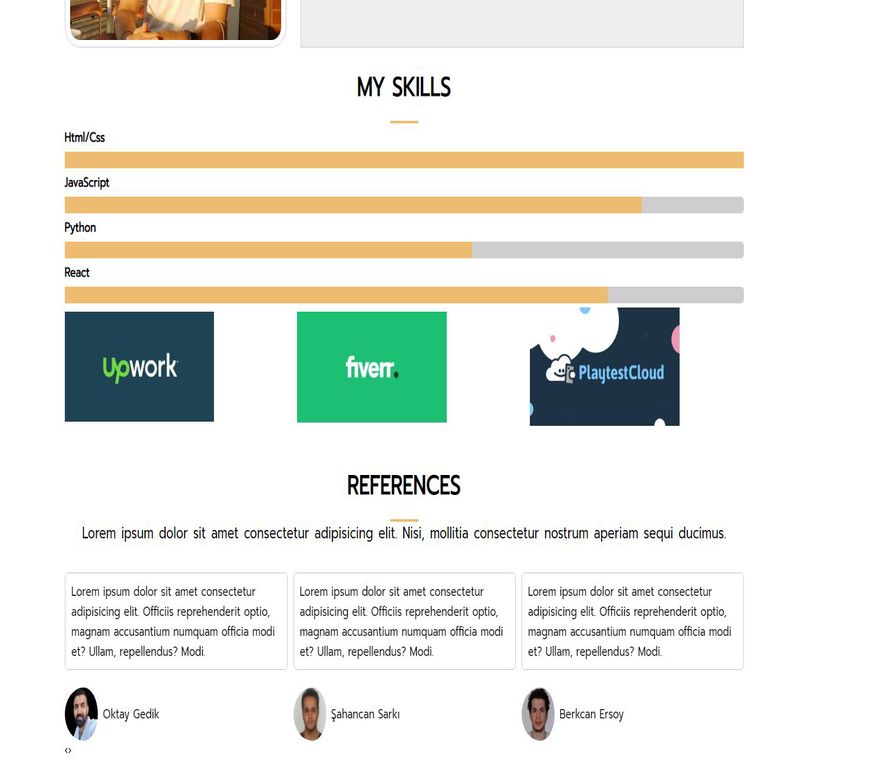 MY SKILLS
Html/Css
JavaScript
Python
React
upwork
fiverr.
PlaytestCloud
REFERENCES
Lorem ipsum dolor sit amet consectetur adipisicing elit. Nisi, mollitia consectetur nostrum aperiam sequi ducimus.
Lorem ipsum dolor sit amet consectetur
adipisicing elit. Officiis reprehenderit optio,
magnam accusantium numquam officia modi
et? Ullam, repellendus? Modi.
Lorem ipsum dolor sit amet consectetur
adipisicing elit. Officiis reprehenderit optio,
magnam accusantium numquam officia modi
et? Ullam, repellendus? Modi.
Lorem ipsum dolor sit amet consectetur
adipisicing elit. Officiis reprehenderit optio,
magnam accusantium numquam officia modi
et? Ullam, repellendus? Modi.
Oktay Gedik
Şahancan Sarkı
Berkcan Ersoy
‹›